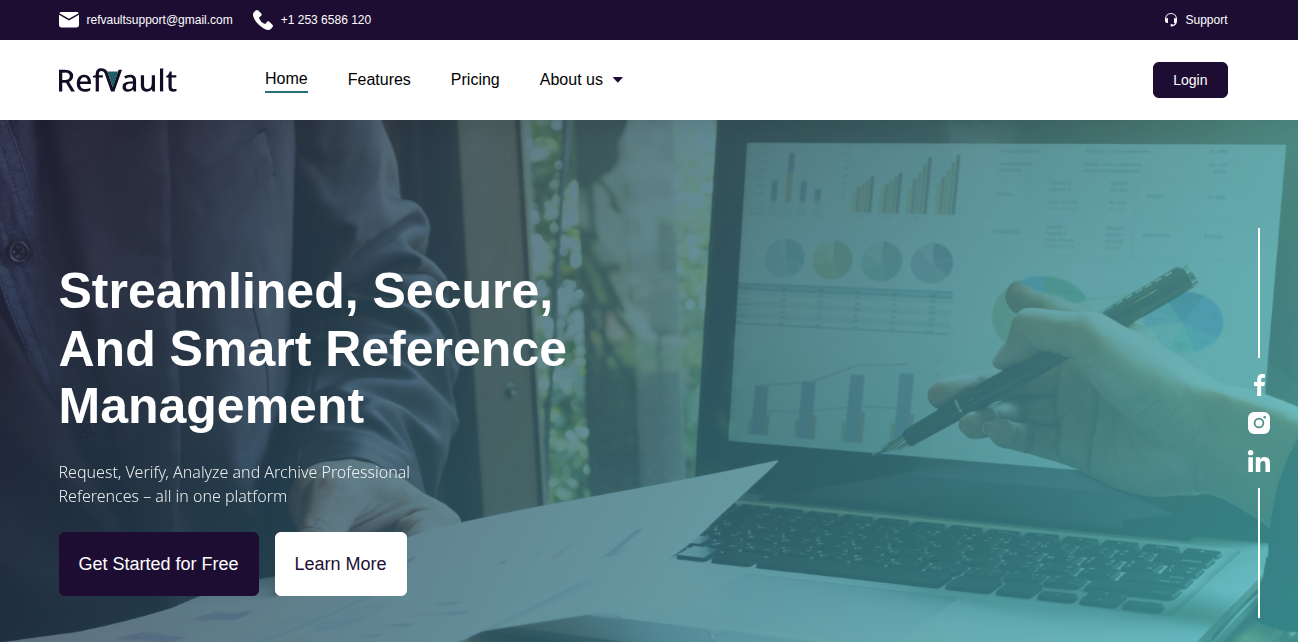 refvaultsupport@gmail.com +1 253 6586 120 Support
RefVault Home Features Pricing About us Login
Streamlined, Secure,
And Smart Reference
Management
Request, Verify, Analyze and Archive Professional
References – all in one platform
Get Started for Free Learn More